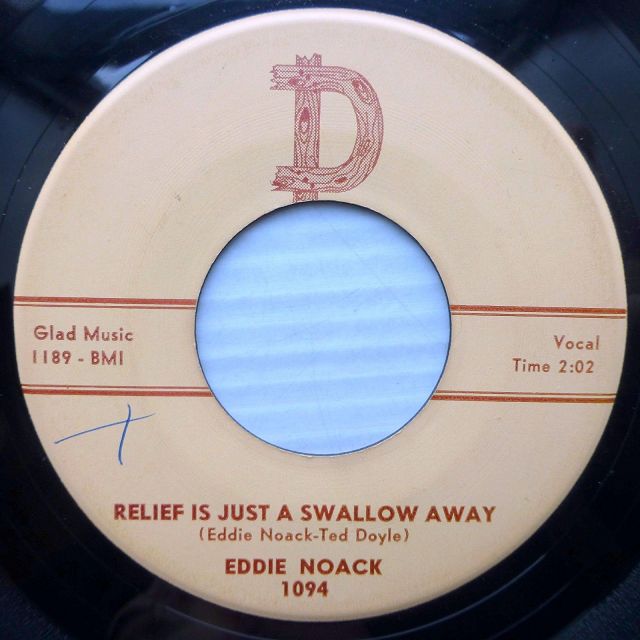 D
Glad Music
1189 - BMI
Vocal
Time 2:02
RELIEF IS JUST A SWALLOW AWAY
(Eddie Noack-Ted Doyle)
EDDIE NOACK
1094